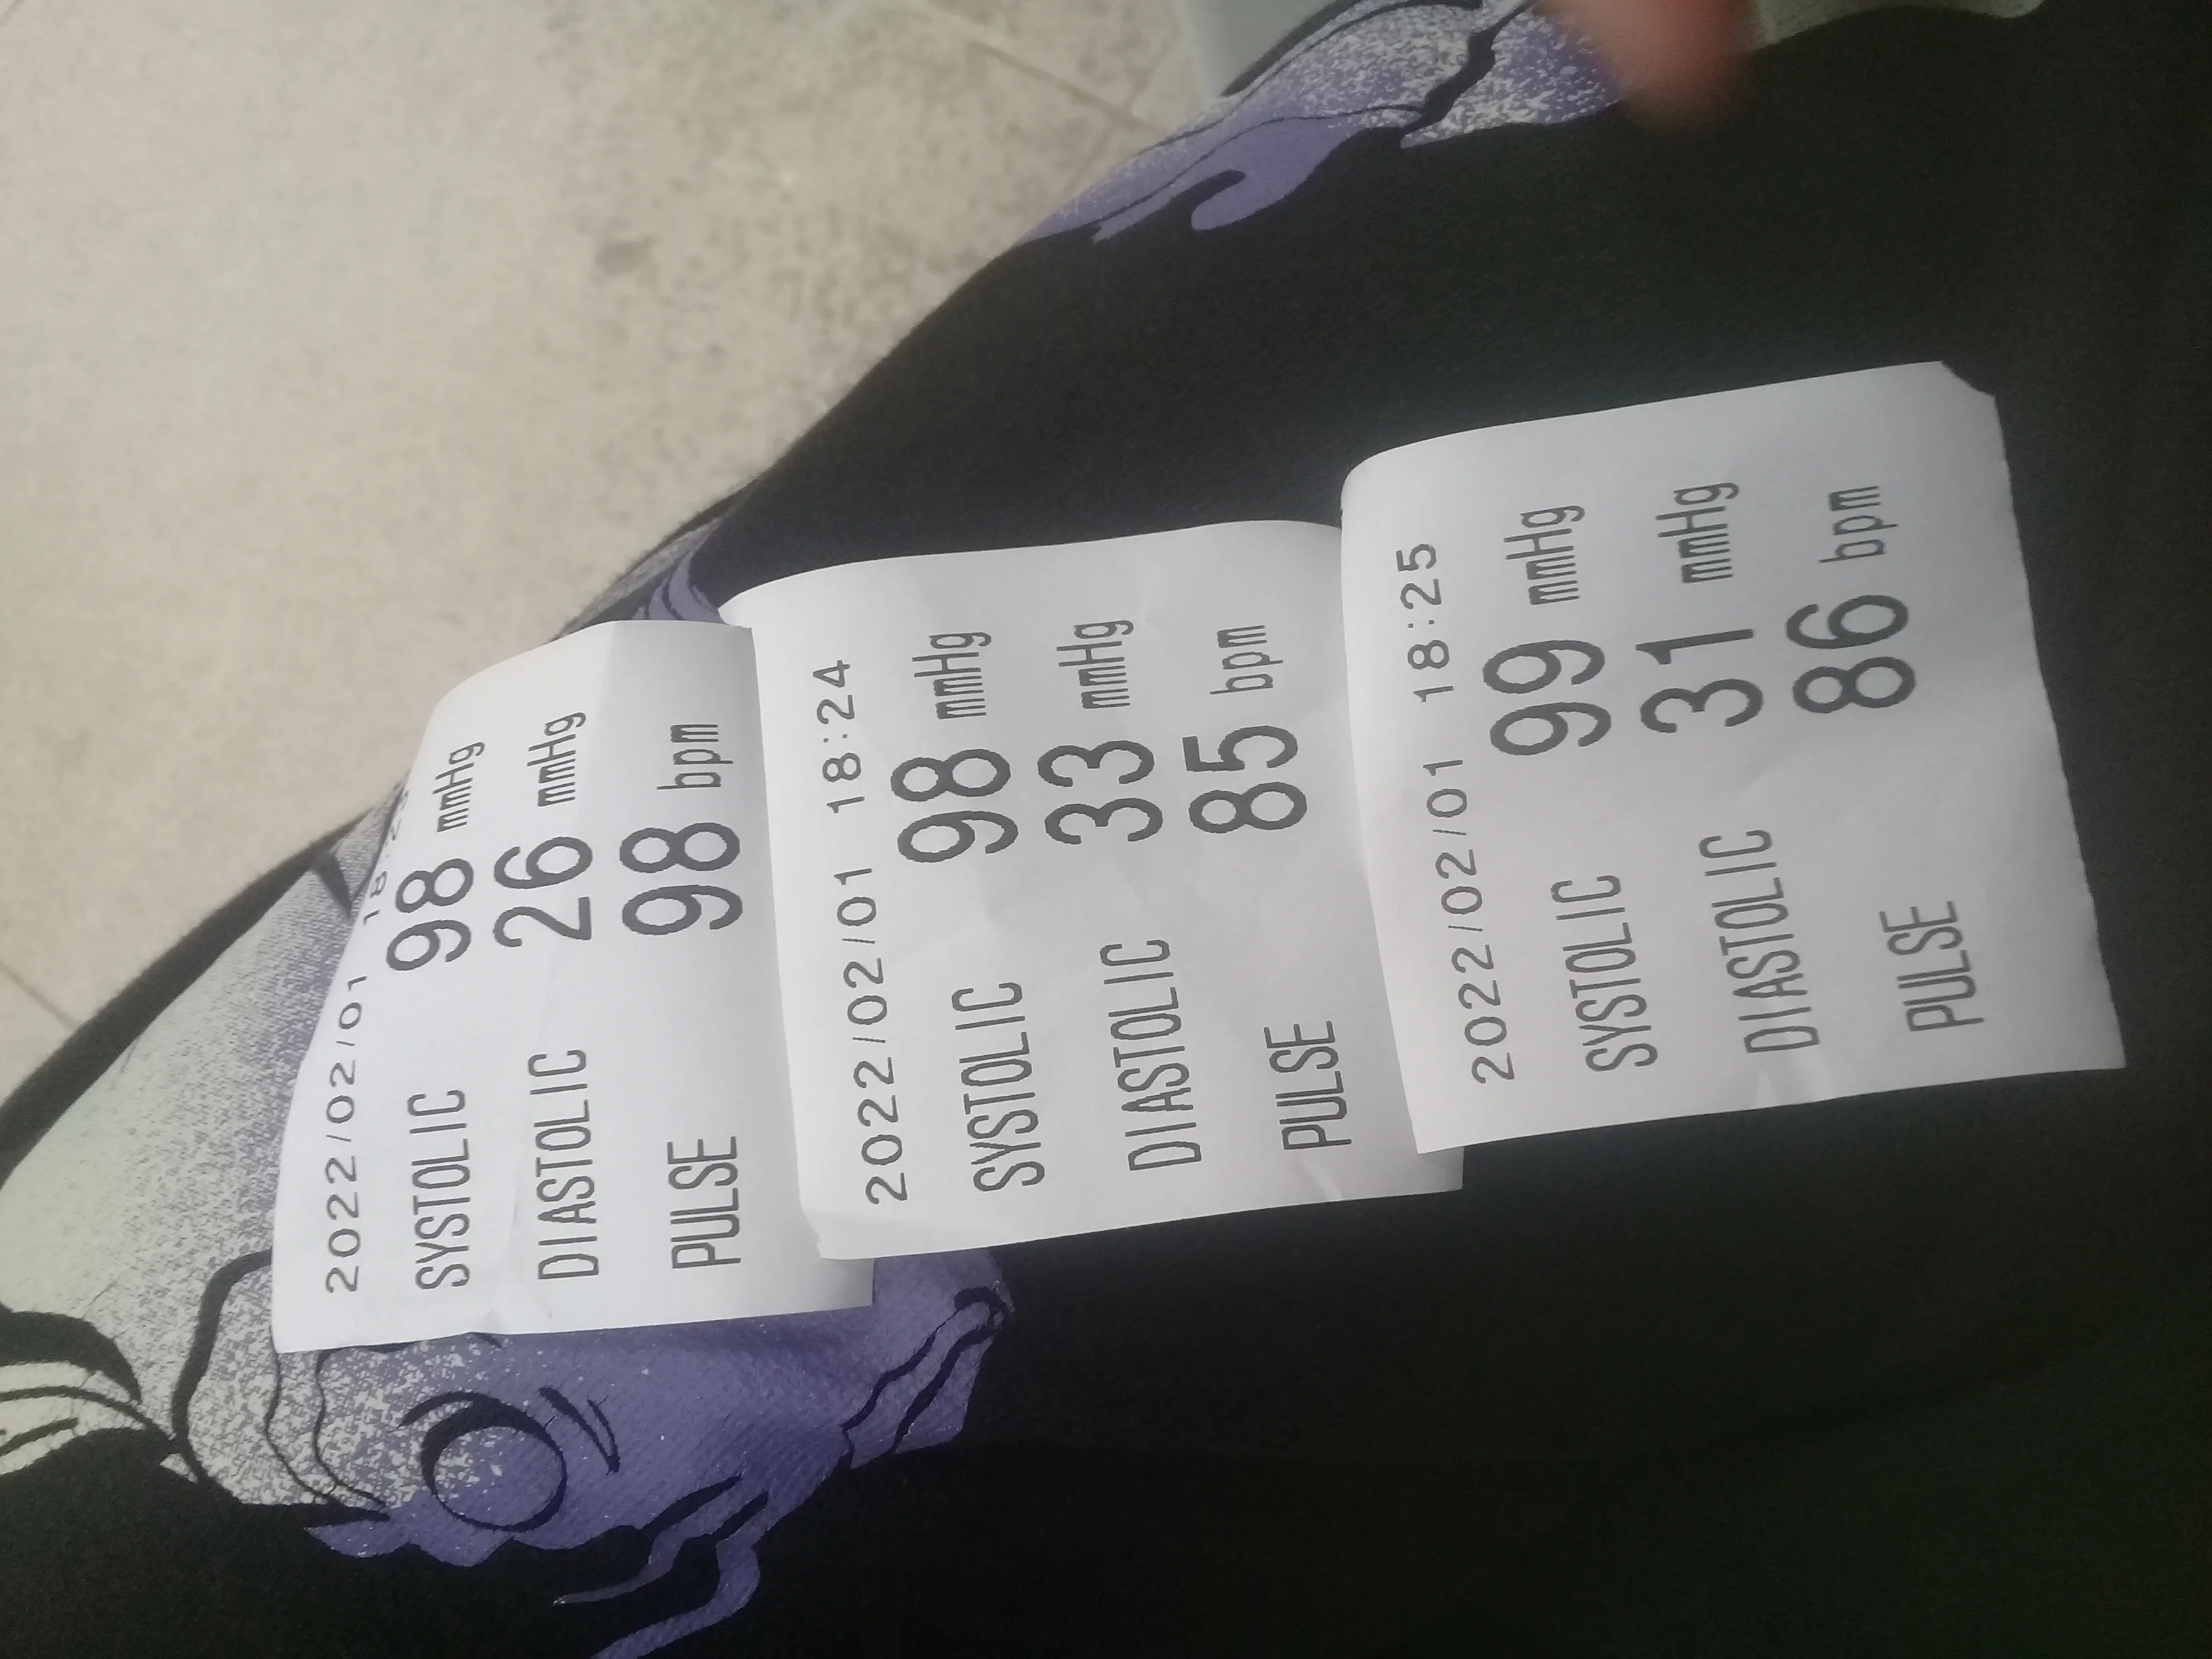 2022/02/01
SYSTOLIC 98 mmHg
DIASTOLIC 26 mmHg
PULSE 98 bpm
2022/02/01 18:24
SYSTOLIC 98 mmHg
DIASTOLIC 33 mmHg
PULSE 85 bpm
2022/02/01 18:25
SYSTOLIC 99 mmHg
DIASTOLIC 31 mmHg
PULSE 86 bpm